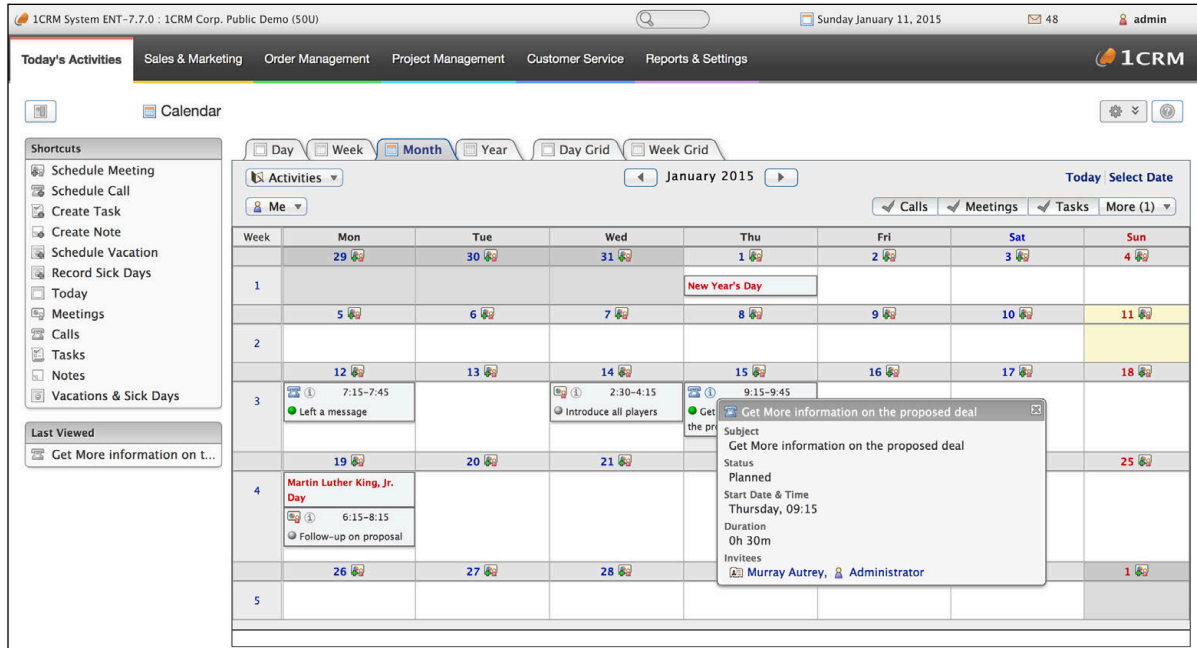 1CRM System ENT-7.7.0 : 1CRM Corp. Public Demo (50U)
Sunday January 11, 2015
48
admin
Today's Activities
Sales & Marketing
Order Management
Project Management
Customer Service
Reports & Settings
1CRM
Calendar
Shortcuts
Schedule Meeting
Schedule Call
Create Task
Create Note
Schedule Vacation
Record Sick Days
Today
Meetings
Calls
Tasks
Notes
Vacations & Sick Days
Last Viewed
Get More information on t...
Day
Week
Month
Year
Day Grid
Week Grid
Activities
January 2015
Today
Select Date
Me
Calls
Meetings
Tasks
More (1)
Week
Mon
Tue
Wed
Thu
Fri
Sat
Sun
29
30
31
1
2
3
4
1
New Year's Day
5
6
7
8
9
10
11
2
12
13
14
15
16
17
18
3
7:15-7:45
Left a message
2:30-4:15
Introduce all players
9:15-9:45
Get
the pro
19
20
21
25
4
Martin Luther King, Jr.
Day
6:15-8:15
Follow-up on proposal
26
27
28
1
5
Get More information on the proposed deal
Subject
Get More information on the proposed deal
Status
Planned
Start Date & Time
Thursday, 09:15
Duration
0h 30m
Invitees
Murray Autrey, Administrator